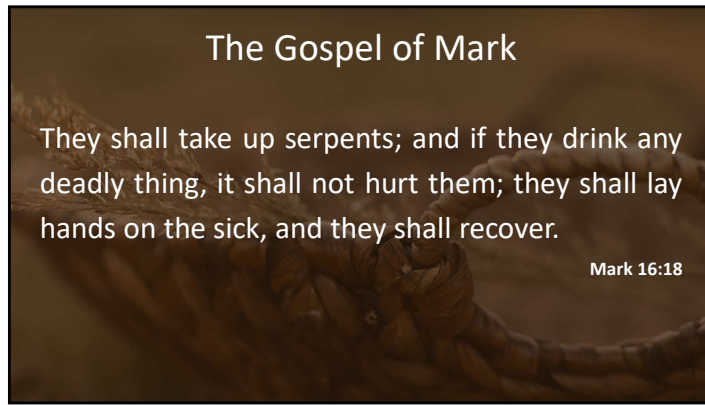 The Gospel of Mark
They shall take up serpents; and if they drink any
deadly thing, it shall not hurt them; they shall lay
hands on the sick, and they shall recover.
Mark 16:18